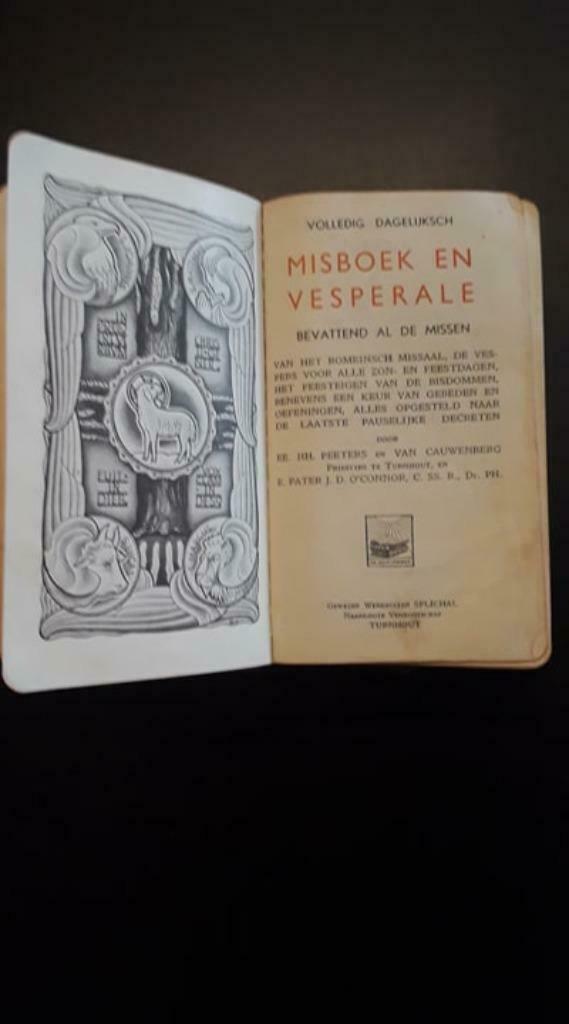 VOLLEDIG DAGELIJKSCH
MISBOEK EN
VESPERALE
BEVATTEND AL DE MISSEN
VAN HET ROMEINSCH MISSAAL, DE VES-
PERS VOOR ALLE ZON- EN FEESTDAGEN,
HET FEESTEIGEN VAN DE BISDOMMEN,
BENEVENS EEN KEUR VAN GEBEDEN EN
OEFENINGEN, ALLES OPGESTELD NAAR
DE LAATSTE PAUSELIJKE DECRETEN
DOOR
EE. HH. PEETERS EN VAN CAUWENBERG
PRIESTERS TE TURNHOUT, EN
E. PATER J. D. O'CONNOR, C. SS. R., DR. PH.
SPLICHAL
NAAMLOOZE VENNOOTSCHAP
TURNHOUT